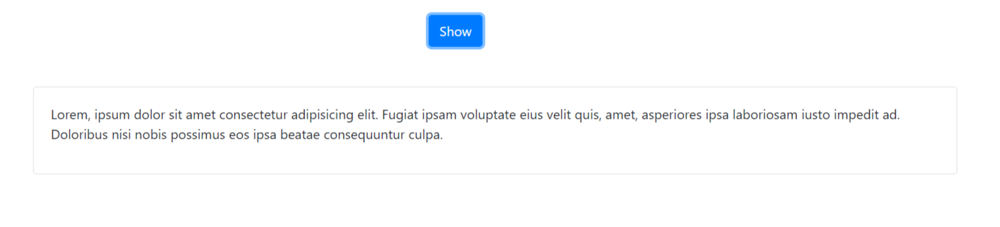 Show
Lorem, ipsum dolor sit amet consectetur adipisicing elit. Fugiat ipsam voluptate eius velit quis, amet, asperiores ipsa laboriosam iusto impedit ad.
Doloribus nisi nobis possimus eos ipsa beatae consequuntur culpa.